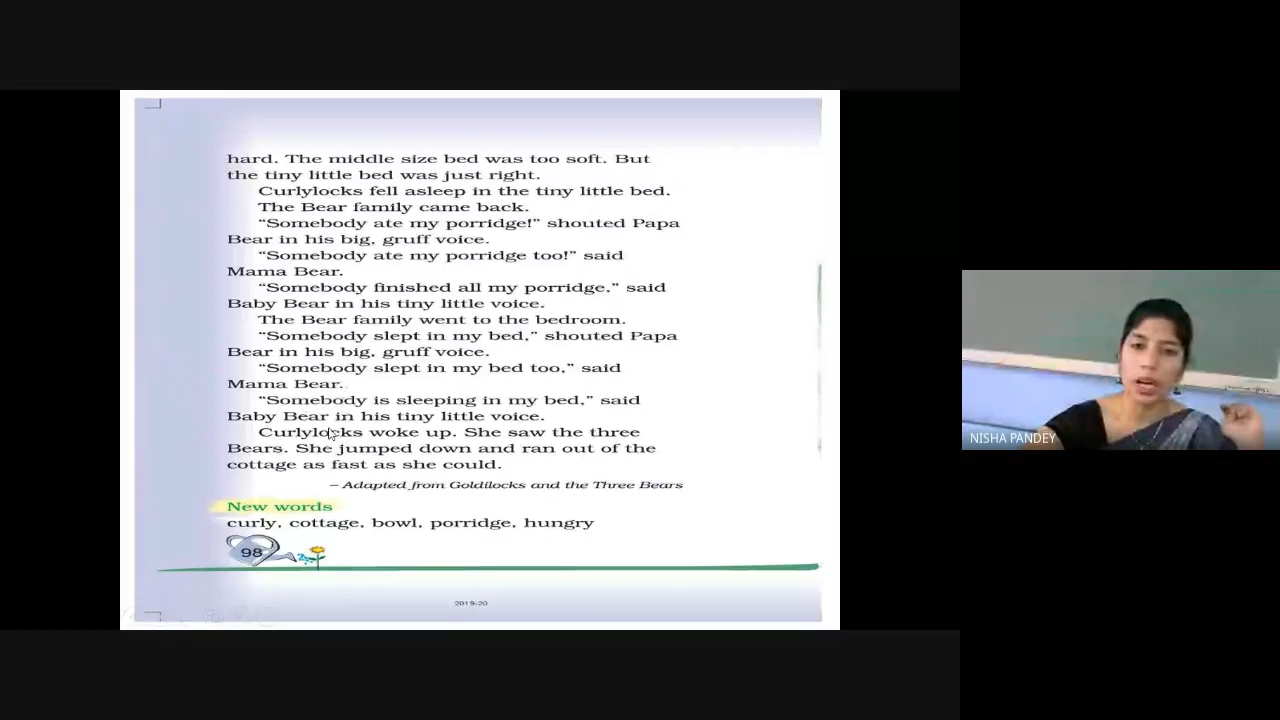 hard. The middle size bed was too soft. But
the tiny little bed was just right.
Curlylocks fell asleep in the tiny little bed.
The Bear family came back.
“Somebody ate my porridge!” shouted Papa
Bear in his big, gruff voice.
“Somebody ate my porridge too!” said
Mama Bear.
“Somebody finished all my porridge,” said
Baby Bear in his tiny little voice.
The Bear family went to the bedroom.
“Somebody slept in my bed,” shouted Papa
Bear in his big, gruff voice.
“Somebody slept in my bed too,” said
Mama Bear.
“Somebody is sleeping in my bed,” said
Baby Bear in his tiny little voice.
Curlylocks woke up. She saw the three
Bears. She jumped down and ran out of the
cottage as fast as she could.
– Adapted from Goldilocks and the Three Bears
New words
curly, cottage, bowl, porridge, hungry
98
2019-20
NISHA PANDEY